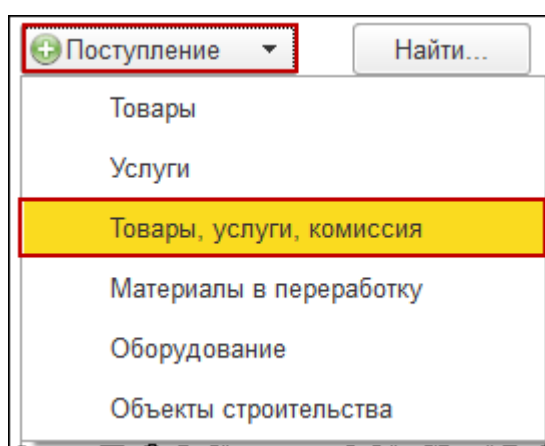 Поступление
Найти...
Товары
Услуги
Товары, услуги, комиссия
Материалы в переработку
Оборудование
Объекты строительства